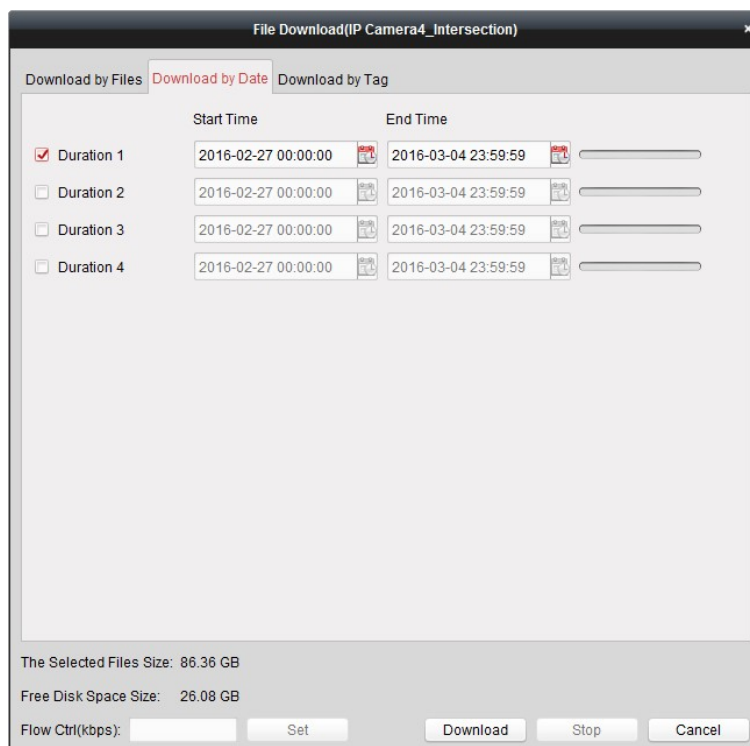 File Download(IP Camera4_Intersection)
Download by Files Download by Date Download by Tag
Start Time End Time
Duration 1 2016-02-27 00:00:00 2016-03-04 23:59:59
Duration 2 2016-02-27 00:00:00 2016-03-04 23:59:59
Duration 3 2016-02-27 00:00:00 2016-03-04 23:59:59
Duration 4 2016-02-27 00:00:00 2016-03-04 23:59:59
The Selected Files Size: 86.36 GB
Free Disk Space Size: 26.08 GB
Flow Ctrl(kbps): Set Download Stop Cancel